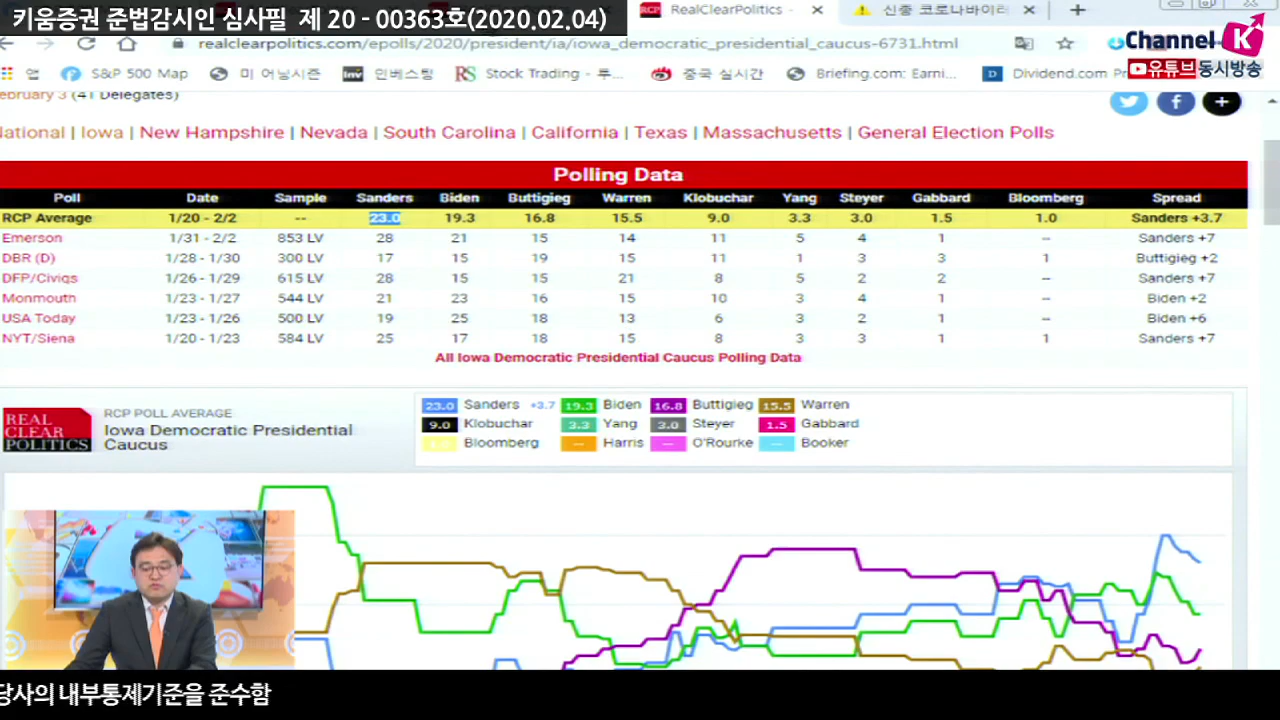 키움증권 준법감시인 심사필 제 20 - 00363호(2020.02.04)
RCP RealClearPolitics -
신종 코로나바이러
realclearpolitics.com/epolls/2020/president/ia/iowa_democratic_presidential_caucus-6731.html
Channel K
유튜브동시방송
앱 S&P 500 Map 미 어닝시즌 Inv 인베스팅 RS Stock Trading - 투... 중국 실시간 Briefing.com: Earni... D Dividend.com Pr
ebruary 3 (41 Delegates)
National | Iowa | New Hampshire | Nevada | South Carolina | California | Texas | Massachusetts | General Election Polls
Polling Data
Poll Date Sample Sanders Biden Buttigieg Warren Klobuchar Yang Steyer Gabbard Bloomberg Spread
RCP Average 1/20 - 2/2 -- 23.0 19.3 16.8 15.5 9.0 3.3 3.0 1.5 1.0 Sanders +3.7
Emerson 1/31 - 2/2 853 LV 28 21 15 14 11 5 4 1 -- Sanders +7
DBR (D) 1/28 - 1/30 300 LV 17 15 19 15 11 1 3 3 1 Buttigieg +2
DFP/Civiqs 1/26 - 1/29 615 LV 28 15 15 21 8 5 2 2 -- Sanders +7
Monmouth 1/23 - 1/27 544 LV 21 23 16 15 10 3 4 1 -- Biden +2
USA Today 1/23 - 1/26 500 LV 19 25 18 13 6 3 2 1 -- Biden +6
NYT/Siena 1/20 - 1/23 584 LV 25 17 18 15 8 3 3 1 1 Sanders +7
All Iowa Democratic Presidential Caucus Polling Data
REAL CLEAR POLITICS
RCP POLL AVERAGE
Iowa Democratic Presidential
Caucus
23.0 Sanders +3.7 19.3 Biden 16.8 Buttigieg 15.5 Warren
9.0 Klobuchar 3.3 Yang 3.0 Steyer 1.5 Gabbard
Bloomberg -- Harris -- O'Rourke -- Booker
당사의 내부통제기준을 준수함